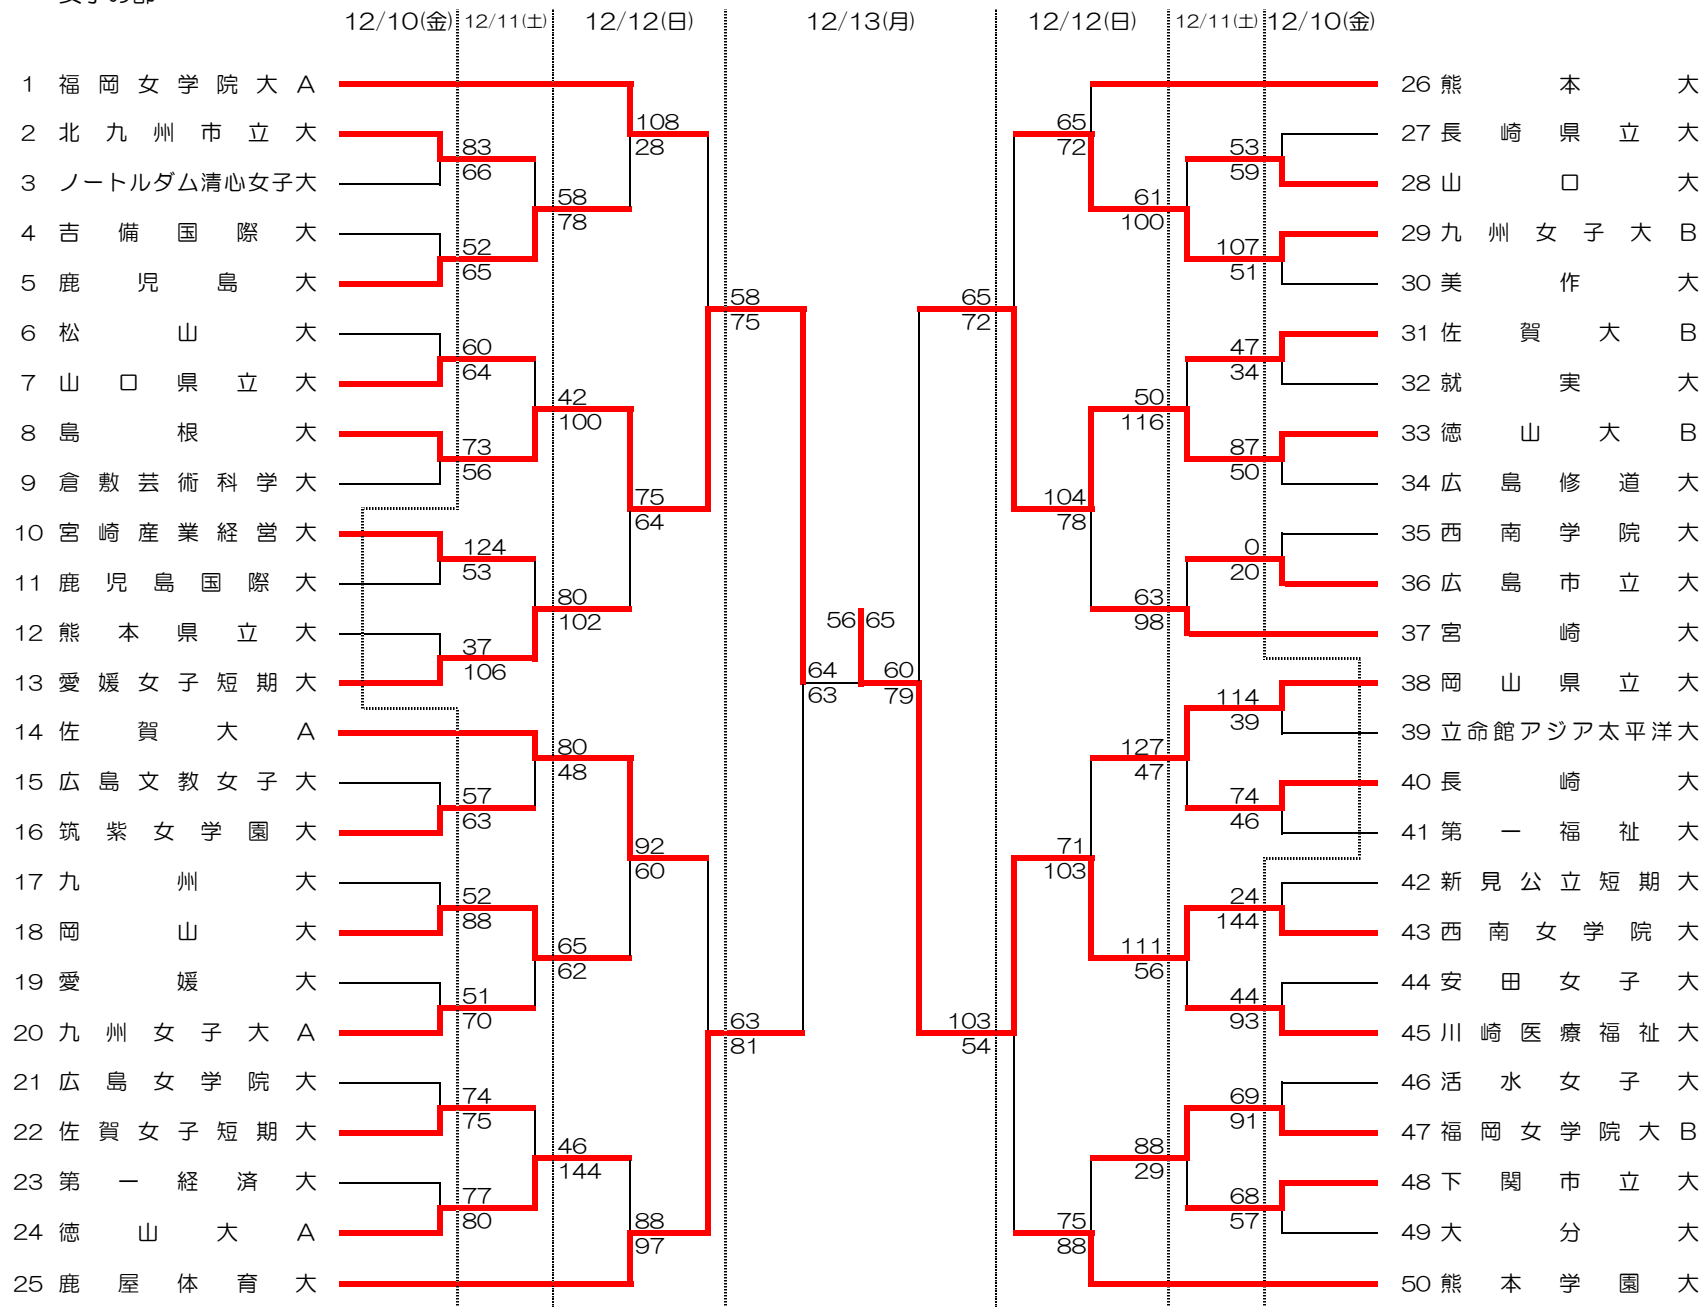 12/10(金) 12/11(土) 12/12(日) 12/13(月) 12/12(日) 12/11(土) 12/10(金)
1 福岡女学院大A
2 北九州市立大
3 ノートルダム清心女子大
4 吉備国際大
5 鹿児島大
6 松山大
7 山口県立大
8 島根大
9 倉敷芸術科学大
10 宮崎産業経営大
11 鹿児島国際大
12 熊本県立大
13 愛媛女子短期大
14 佐賀大A
15 広島文教女子大
16 筑紫女学園大
17 九州大
18 岡山大
19 愛媛大
20 九州女子大A
21 広島女学院大
22 佐賀女子短期大
23 第一経済大
24 徳山大A
25 鹿屋体育大
83
66
52
65
60
64
73
56
124
53
37
106
57
63
52
88
51
70
74
75
77
80
58
78
42
100
80
102
80
48
65
62
46
144
108
28
75
64
92
60
88
97
58
75
63
81
64
63
56 65
60
79
65
72
103
54
65
72
104
78
71
103
75
88
61
100
50
116
63
98
127
47
111
56
88
29
53
59
107
51
47
34
87
50
0
20
114
39
74
46
24
144
44
93
69
91
68
57
26 熊本大
27 長崎県立大
28 山口大
29 九州女子大B
30 美作大
31 佐賀大B
32 就実大
33 徳山大B
34 広島修道大
35 西南学院大
36 広島市立大
37 宮崎大
38 岡山県立大
39 立命館アジア太平洋大
40 長崎大
41 第一福祉大
42 新見公立短期大
43 西南女学院大
44 安田女子大
45 川崎医療福祉大
46 活水女子大
47 福岡女学院大B
48 下関市立大
49 大分大
50 熊本学園大